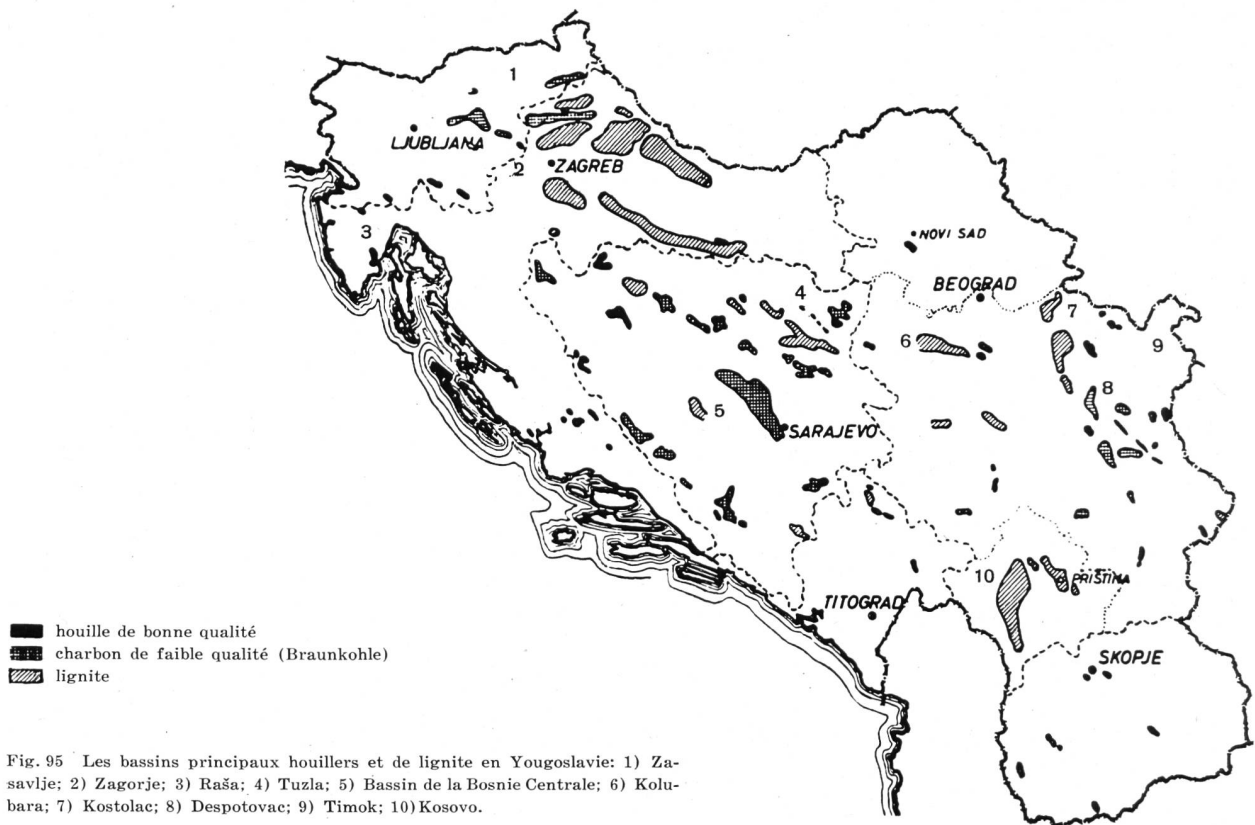 1
LJUBLJANA
2
ZAGREB
3
NOVI SAD
BEOGRAD
4
7
6
9
8
5
SARAJEVO
10
PRIŠTINA
TITOGRAD
SKOPJE
houille de bonne qualité
charbon de faible qualité (Braunkohle)
lignite
Fig. 95 Les bassins principaux houillers et de lignite en Yougoslavie: 1) Za-
savlje; 2) Zagorje; 3) Raša; 4) Tuzla; 5) Bassin de la Bosnie Centrale; 6) Kolu-
bara; 7) Kostolac; 8) Despotovac; 9) Timok; 10) Kosovo.